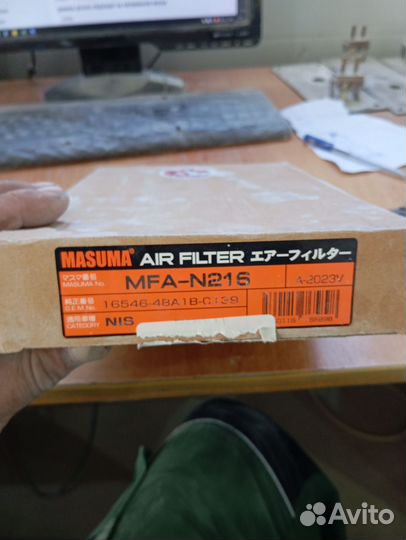 MASUMA AIR FILTER エアーフィルター
マスマ番号
MASUMA No.
MFA-N216
A-2023V
純正番号
O.E.M No.
16546-4BA1B-C139
適用車種
CATEGORY
NIS
Avito